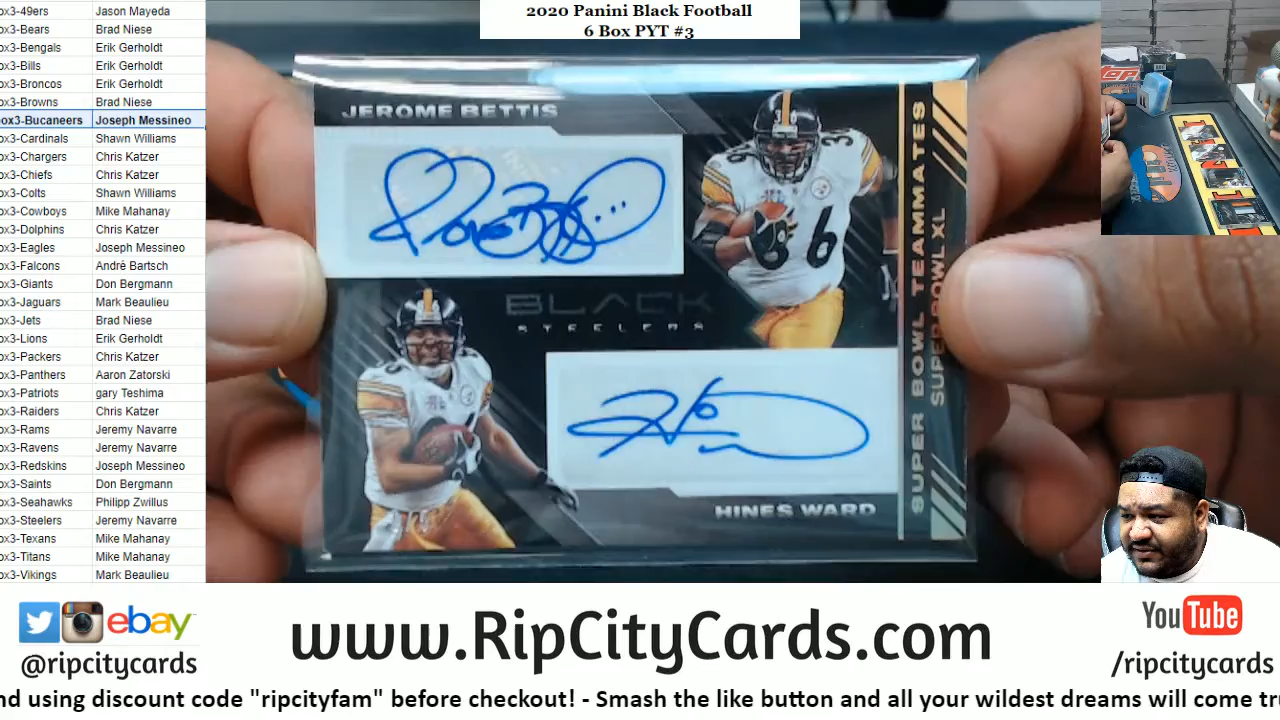 ox3-49ers Jason Mayeda
ox3-Bears Brad Niese
ox3-Bengals Erik Gerholdt
ox3-Bills Erik Gerholdt
ox3-Broncos Erik Gerholdt
ox3-Browns Brad Niese
ox3-Bucaneers Joseph Messineo
ox3-Cardinals Shawn Williams
ox3-Chargers Chris Katzer
ox3-Chiefs Chris Katzer
ox3-Colts Shawn Williams
ox3-Cowboys Mike Mahanay
ox3-Dolphins Chris Katzer
ox3-Eagles Joseph Messineo
ox3-Falcons André Bartsch
ox3-Giants Don Bergmann
ox3-Jaguars Mark Beaulieu
ox3-Jets Brad Niese
ox3-Lions Erik Gerholdt
ox3-Packers Chris Katzer
ox3-Panthers Aaron Zatorski
ox3-Patriots gary Teshima
ox3-Raiders Chris Katzer
ox3-Rams Jeremy Navarre
ox3-Ravens Jeremy Navarre
ox3-Redskins Joseph Messineo
ox3-Saints Don Bergmann
ox3-Seahawks Philipp Zwillus
ox3-Steelers Jeremy Navarre
ox3-Texans Mike Mahanay
ox3-Titans Mike Mahanay
ox3-Vikings Mark Beaulieu
2020 Panini Black Football
6 Box PYT #3
JEROME BETTIS
36
BLACK
STEELERS
HINES WARD
SUPER BOWL TEAMMATES
SUPER BOWL XL
ebay
@ripcitycards
www.RipCityCards.com
YouTube
/ripcitycards
nd using discount code "ripcityfam" before checkout! - Smash the like button and all your wildest dreams will come tru